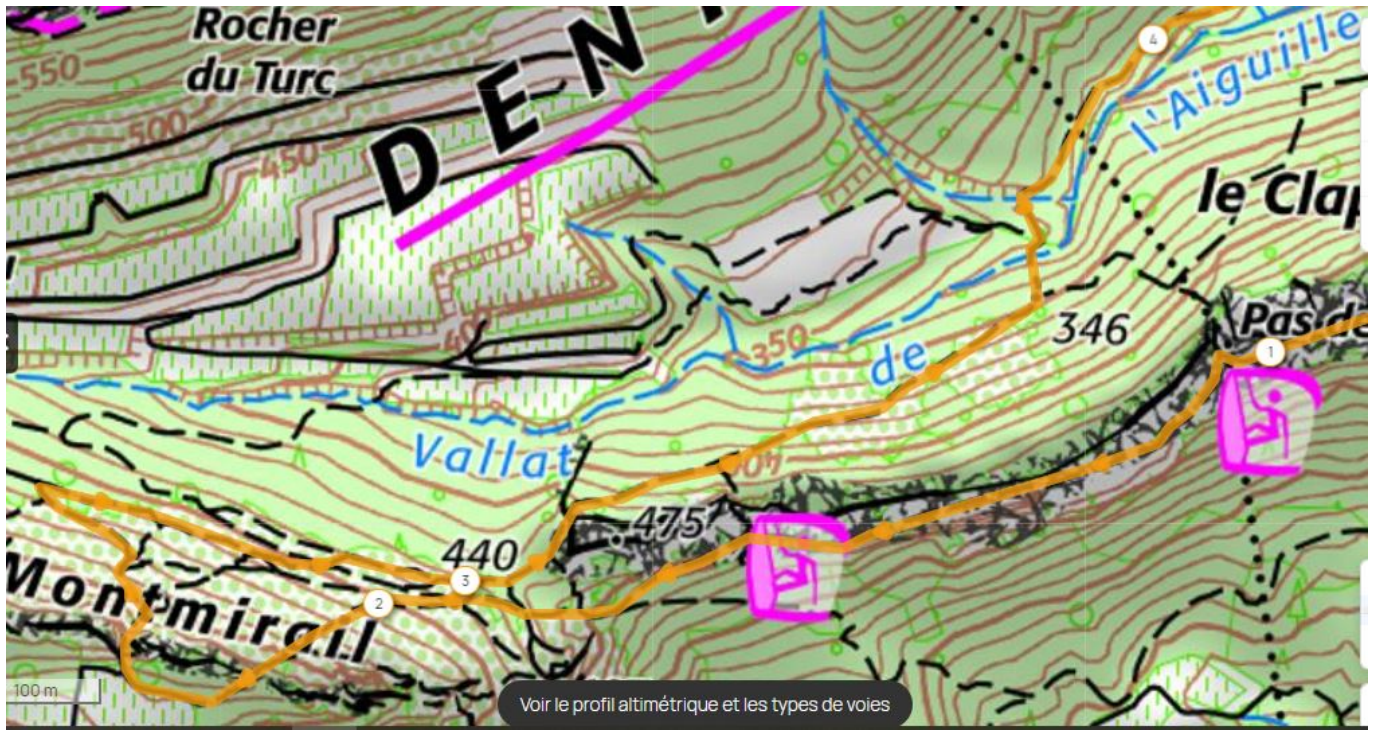 Rocher
du Turc
550
500
450
DEN
4
l'Aiguille
le Clap
346
Pas de
1
350
de
Vallat
475
440
3
2
Montmirail
100 m
Voir le profil altimétrique et les types de voies